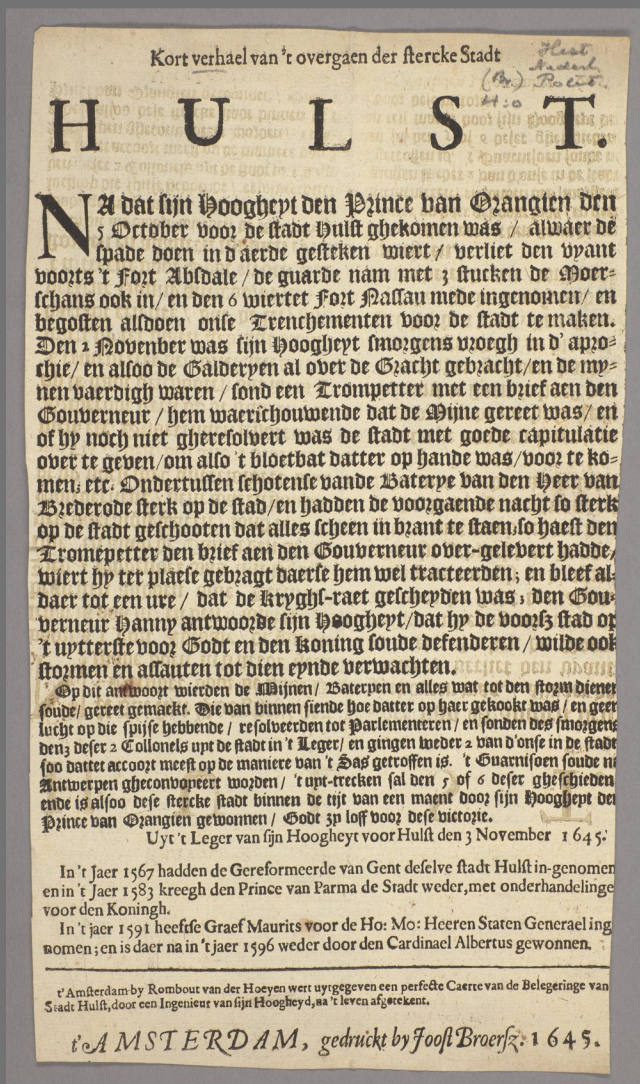 Kort verhael van 't overgaen der stercke Stadt
HULST.
NA dat sijn Hoogheyt den Prince van Orangien den
5 October voor de stadt Hulst ghekomen was / alwaer dē
spade doen in d'aerde gesteken wiert / verliet den vyant
voorts 't Fort Absdale / de guarde nam met 3 stucken de Moer-
schans ook in / en den 6 wiertet Fort Nassau mede ingenomen / en
begosten alsdoen onse Trenchementen voor de stadt te maken.
Den 2 Novenber was sijn Hoogheyt smorgens vroegh in d' apro-
chie / en alsoo de Galderyen al over de Gracht gebracht / en de my-
nen vaerdigh waren / sond een Trompetter met een brief aen den
Gouverneur / hem waerschouwende dat de Mijne gereet was / en
of hy noch niet gheresolvert was de stadt met goede capitulatie
over te geven / om also 't bloetbat datter op hande was / voor te ko-
men, etc. Ondertussen schotense vande Baterye van den Heer van
Brederode sterk op de stad / en hadden de voorgaende nacht so sterk
op de stadt geschooten dat alles scheen in brant te staen, so haest den
Tromepetter den brief aen den Gouverneur over-gelevert hadde,
wiert hy ter plaese gebragt daerse hem wel tracteerden; en bleef al-
daer tot een ure / dat de kryghs-raet gescheyden was; den Gou-
verneur Hanny antwoorde sijn Hoogheyt / dat hy de voorsz stad op
't uytterste voor Godt en den Koning soude defenderen / wilde ook
stormen en assauten tot dien eynde verwachten.
Op dit antwoort wierden de Mijnen / Bateryen en alles wat tot den storm dienen
soude / gereet gemaeckt. Die van binnen siende hoe datter op haer gekookt was / en geen
lucht op die spijse hebbende / resolveerden tot Parlementeren / en sonden des smorgens
den 3 deser 2 Collonels uyt de stadt in 't Leger / en gingen weder 2 van d'onse in de stadt
soo dattet accoort meest op de maniere van 't Sas getroffen is. 't Guarnisoen soude na
Antwerpen gheconvoyeert worden / 't uyt-trecken sal den 5 of 6 deser gheschieden
ende is alsoo dese stercke stadt binnen de tijt van een maent door sijn Hoogheyt den
Prince van Orangien gewonnen / Godt zy loff voor dese victorie.
Uyt 't Leger van sijn Hoogheyt voor Hulst den 3 November 1645.
In 't Jaer 1567 hadden de Gereformeerde van Gent deselve stadt Hulst in-genomen
en in 't Jaer 1583 kreegh den Prince van Parma de Stadt weder, met onderhandelinge
voor den Koningh.
In 't jaer 1591 heeftse Graef Maurits voor de Ho: Mo: Heeren Staten Generael ing
nomen; en is daer na in 't jaer 1596 weder door den Cardinael Albertus gewonnen.
t'Amsterdam by Rombout van der Hoeyen wert uytgegeven een perfecte Caerte van de Belegeringe van
Stadt Hulst, door een Ingenieur van sijn Hoogheyd, na 't leven afgetekent.
t'AMSTERDAM, gedruckt by Joost Broersz. 1645.